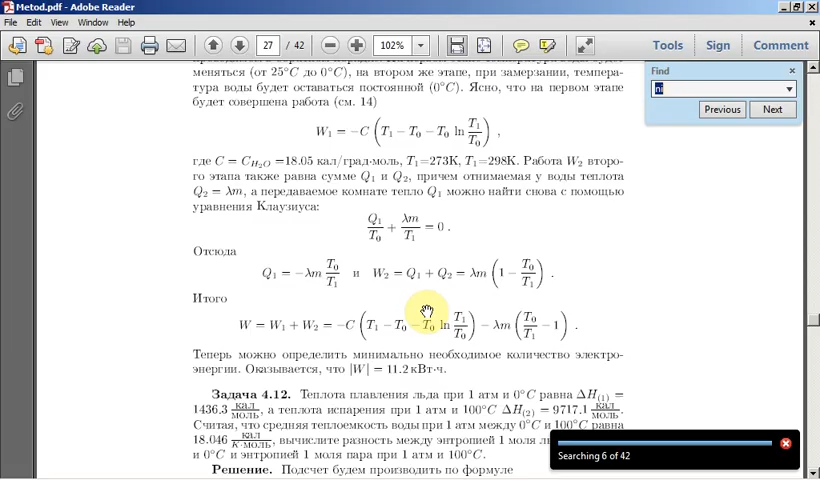 Metod.pdf - Adobe Reader
File Edit View Window Help
27 / 42 102% Tools Sign Comment
Find
ni
Previous Next
меняться (от 25°C до 0°C), на втором же этапе, при замерзании, темпера-
тура воды будет оставаться постоянной (0°C). Ясно, что на первом этапе
будет совершена работа (см. 14)
W₁ = −C (T₁ − T₀ − T₀ ln T₁/T₀) ,
где C = C_{H₂O} =18.05 кал/град·моль, T₁=273K, T₁=298K. Работа W₂ второ-
го этапа также равна сумме Q₁ и Q₂, причем отнимаемая у воды теплота
Q₂ = λm, а передаваемое комнате тепло Q₁ можно найти снова с помощью
уравнения Клаузиуса:
Q₁/T₀ + λm/T₁ = 0 .
Отсюда
Q₁ = −λm T₀/T₁ и W₂ = Q₁ + Q₂ = λm (1 − T₀/T₁) .
Итого
W = W₁ + W₂ = −C (T₁ − T₀ − T₀ ln T₁/T₀) − λm (T₀/T₁ − 1) .
Теперь можно определить минимально необходимое количество электро-
энергии. Оказывается, что |W| = 11.2 кВт·ч.
Задача 4.12. Теплота плавления льда при 1 атм и 0°C равна ΔH₍₁₎ =
1436.3 кал/моль, а теплота испарения при 1 атм и 100°C ΔH₍₂₎ = 9717.1 кал/моль.
Считая, что средняя теплоемкость воды при 1 атм между 0°C и 100°C равна
18.046 кал/К·моль, вычислите разность между энтропией 1 моля
и 0°C и энтропией 1 моля пара при 1 атм и 100°C.
Решение. Подсчет будем производить по формуле
Searching 6 of 42